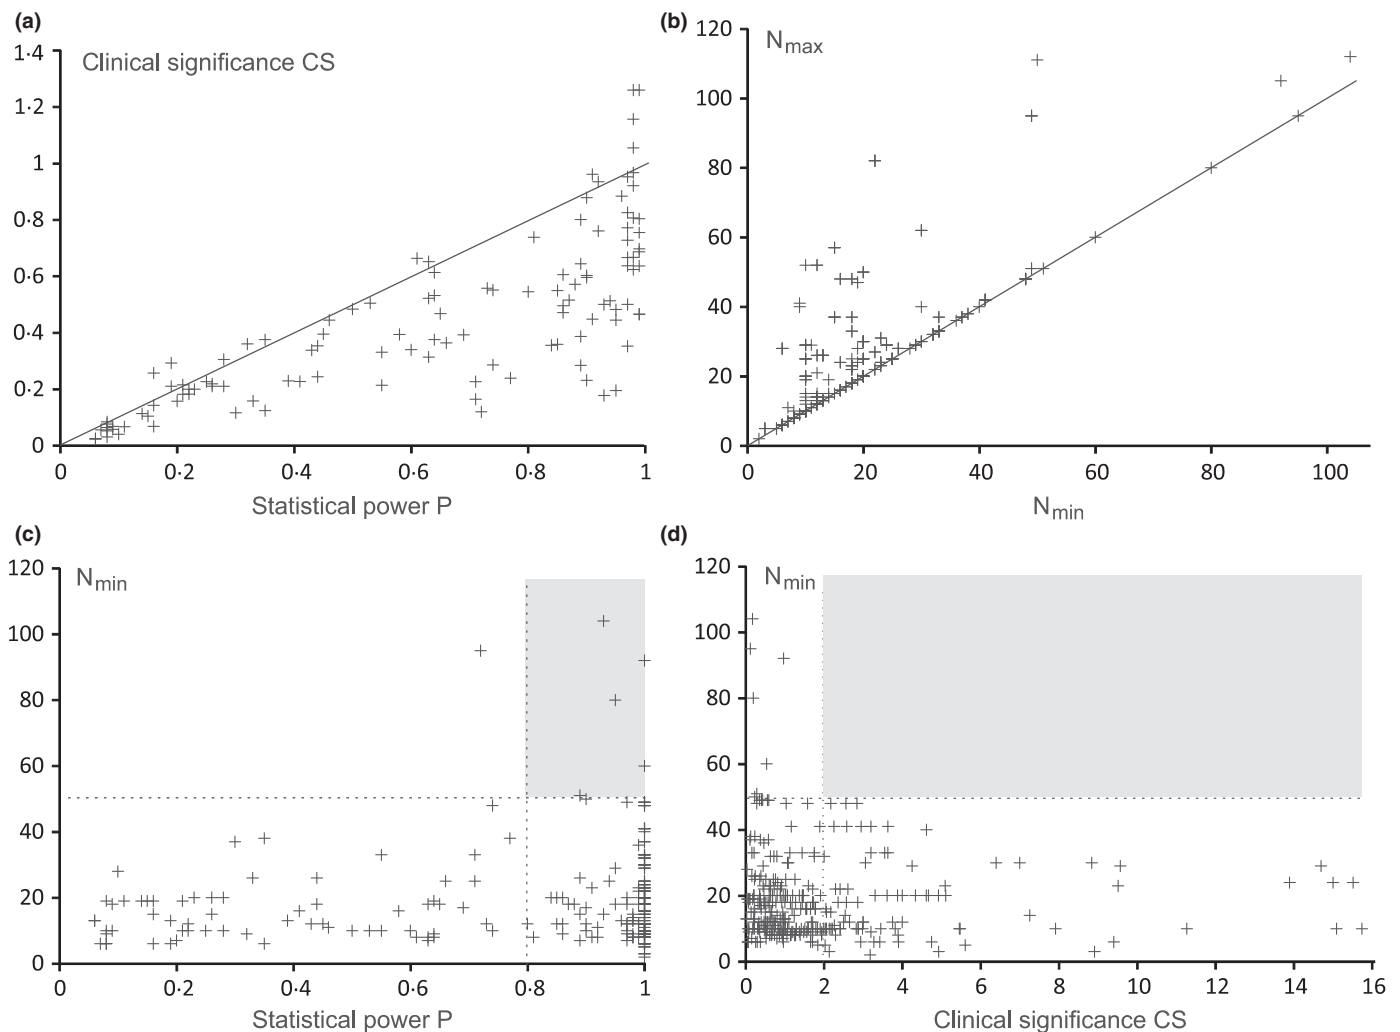 (a)
1·4
1·2
1
0·8
0·6
0·4
0·2
0
Clinical significance CS
0 0·2 0·4 0·6 0·8 1
Statistical power P
(b)
120
100
80
60
40
20
0
Nmax
0 20 40 60 80 100
Nmin
(c)
120
100
80
60
40
20
0
Nmin
0 0·2 0·4 0·6 0·8 1
Statistical power P
(d)
120
100
80
60
40
20
0
Nmin
0 2 4 6 8 10 12 14 16
Clinical significance CS